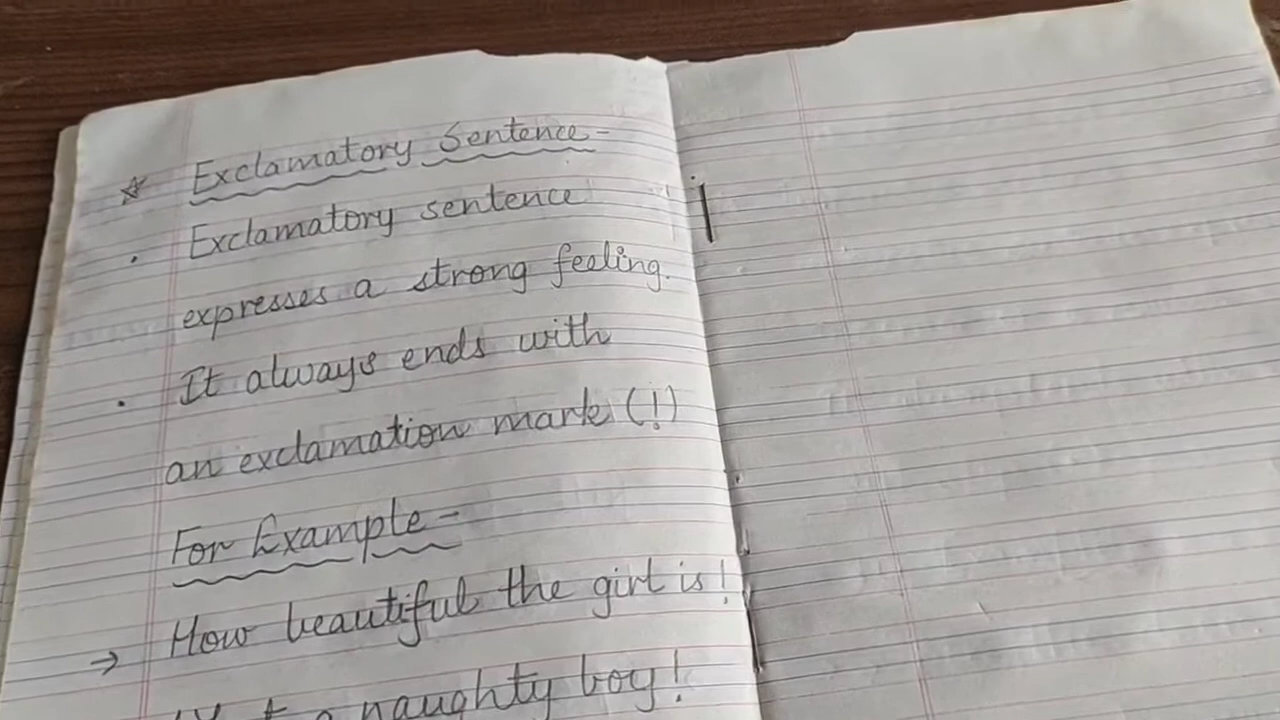 ☆ Exclamatory Sentence-
. Exclamatory sentence
expresses a strong feeling.
. It always ends with
an exclamation mark (!)
For Example-
→ How beautiful the girl is!
a naughty boy!